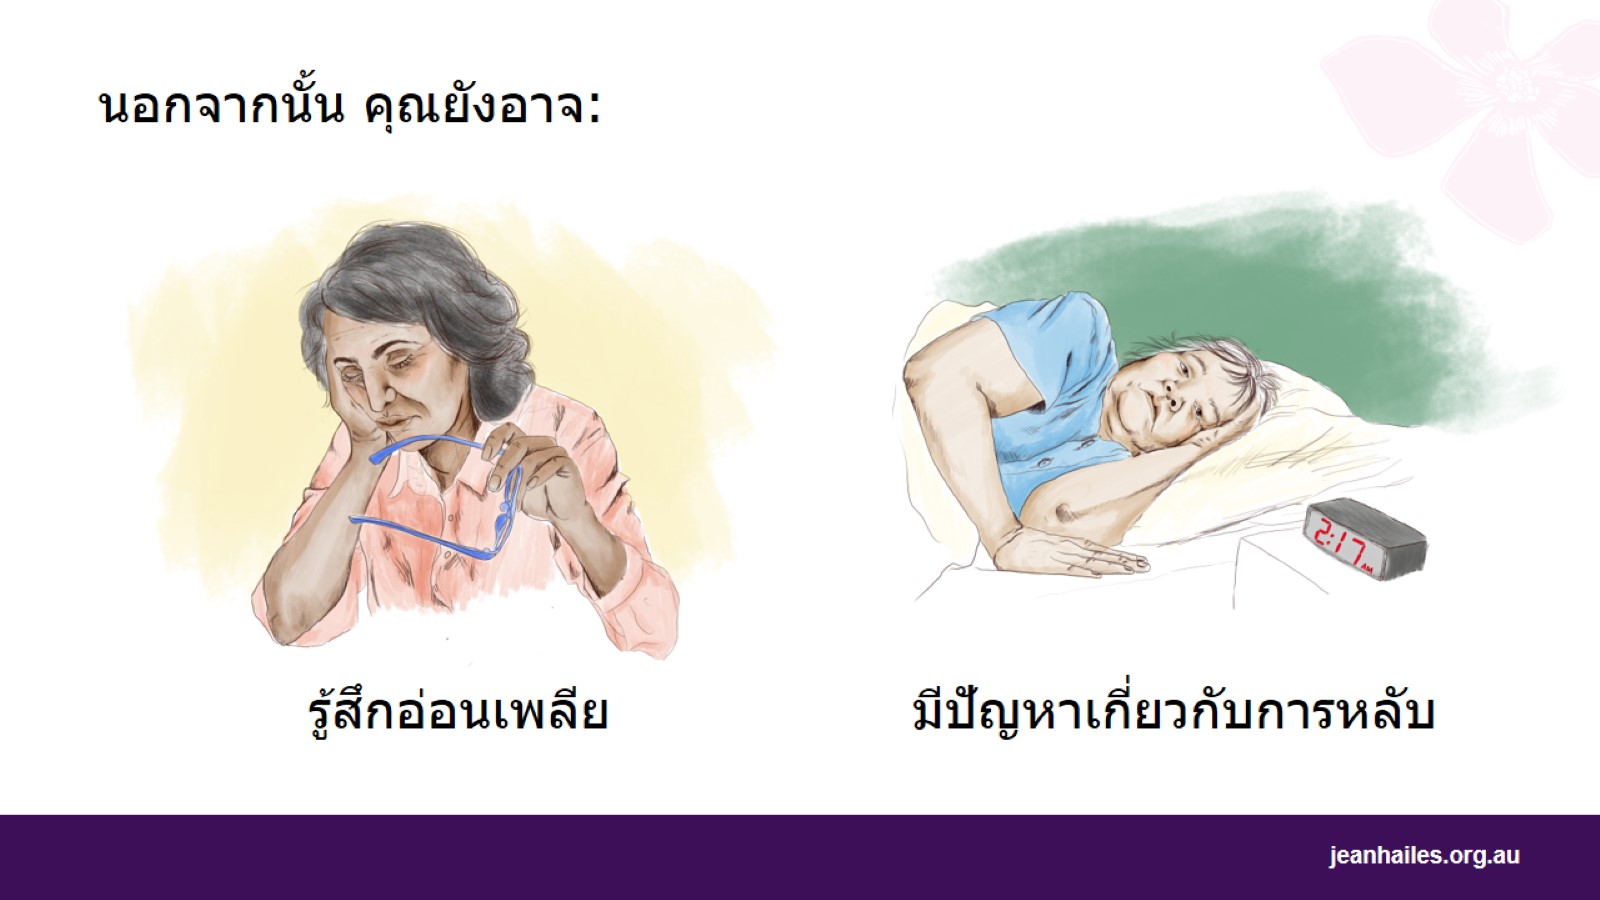 นอกจากนั้น คุณยังอาจ:
2:17 AM
รู้สึกอ่อนเพลีย
มีปัญหาเกี่ยวกับการหลับ
jeanhailes.org.au